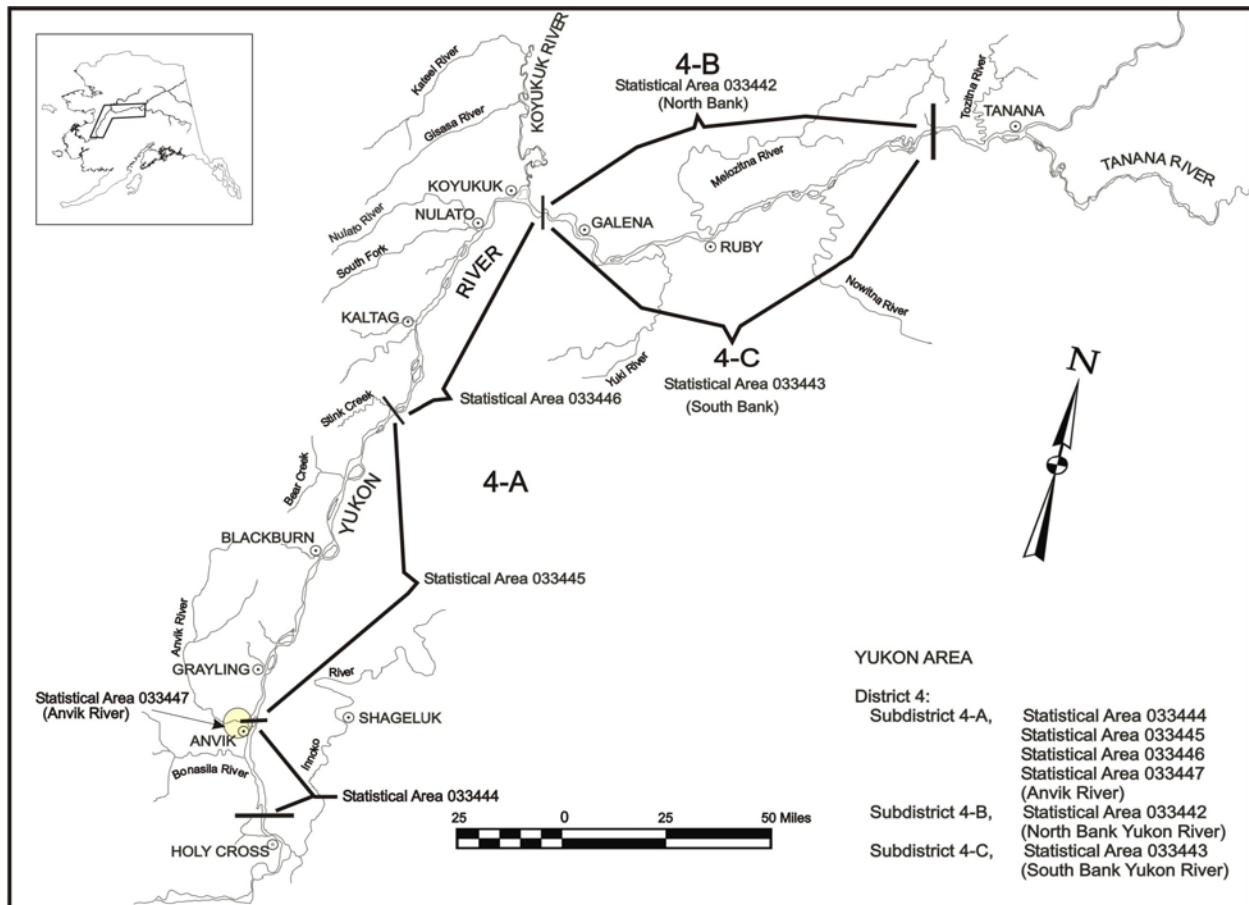 Kateel River
KOYUKUK RIVER
Gisasa River
4-B
Statistical Area 033442
(North Bank)
Tozitna River
TANANA
TANANA RIVER
Melozitna River
KOYUKUK
NULATO
Nulato River
South Fork
GALENA
RUBY
RIVER
Nowitna River
KALTAG
4-C
Statistical Area 033443
(South Bank)
Yuki River
N
Stink Creek
Statistical Area 033446
Bear Creek
YUKON
4-A
BLACKBURN
Statistical Area 033445
Anvik River
GRAYLING
River
Statistical Area 033447
(Anvik River)
SHAGELUK
ANVIK
Bonasila River
Innoko
Statistical Area 033444
HOLY CROSS
25 0 25 50 Miles
YUKON AREA
District 4:
Subdistrict 4-A, Statistical Area 033444
Statistical Area 033445
Statistical Area 033446
Statistical Area 033447
(Anvik River)
Subdistrict 4-B, Statistical Area 033442
(North Bank Yukon River)
Subdistrict 4-C, Statistical Area 033443
(South Bank Yukon River)